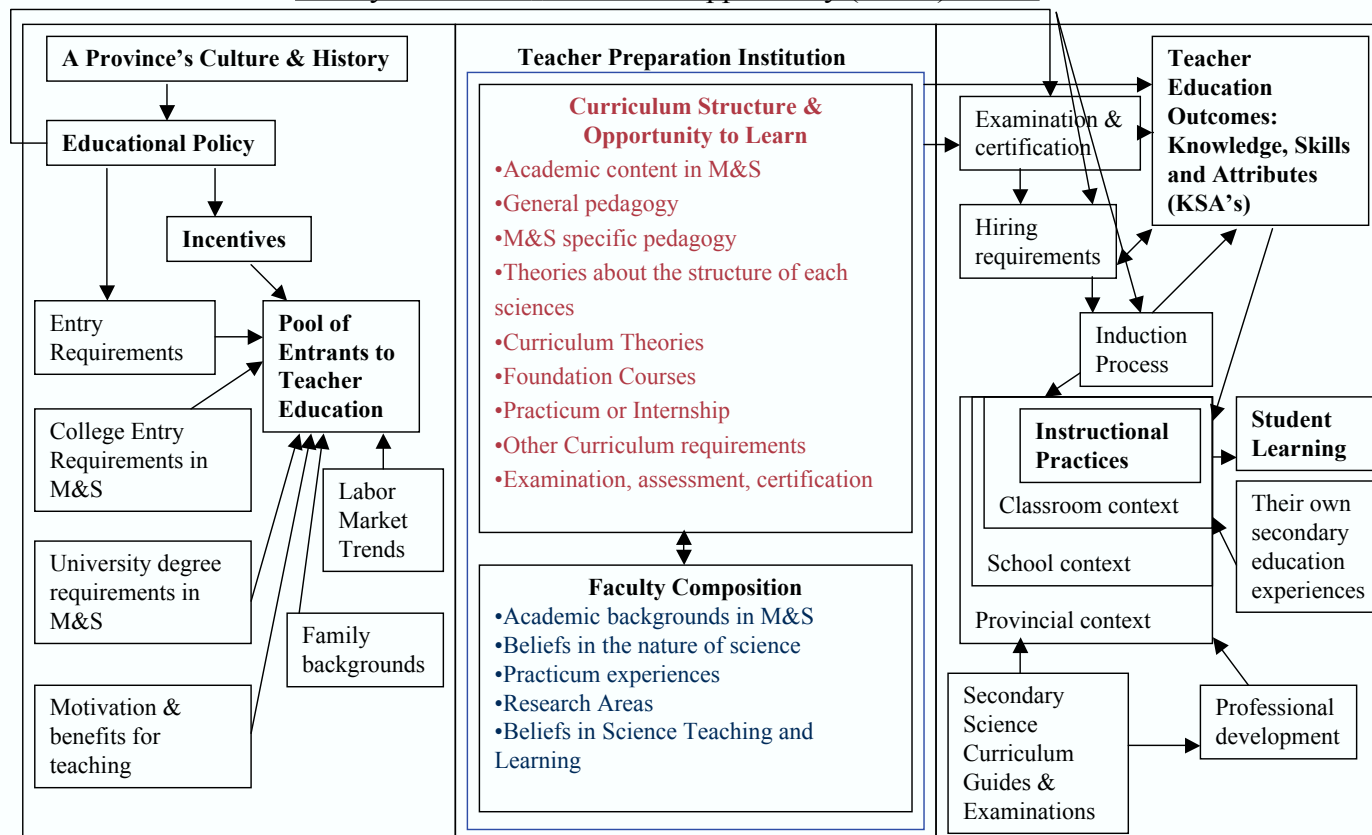 A Province's Culture & History
Educational Policy
Incentives
Entry
Requirements
Pool of
Entrants to
Teacher
Education
College Entry
Requirements in
M&S
Labor
Market
Trends
University degree
requirements in
M&S
Family
backgrounds
Motivation &
benefits for
teaching
Teacher Preparation Institution
Curriculum Structure &
Opportunity to Learn
•Academic content in M&S
•General pedagogy
•M&S specific pedagogy
•Theories about the structure of each
sciences
•Curriculum Theories
•Foundation Courses
•Practicum or Internship
•Other Curriculum requirements
•Examination, assessment, certification
Faculty Composition
•Academic backgrounds in M&S
•Beliefs in the nature of science
•Practicum experiences
•Research Areas
•Beliefs in Science Teaching and
Learning
Examination &
certification
Teacher
Education
Outcomes:
Knowledge, Skills
and Attributes
(KSA's)
Hiring
requirements
Induction
Process
Instructional
Practices
Classroom context
School context
Provincial context
Student
Learning
Their own
secondary
education
experiences
Secondary
Science
Curriculum
Guides &
Examinations
Professional
development